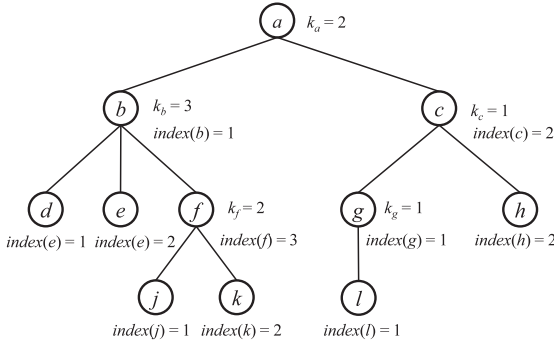 a
k_a = 2
b
k_b = 3
index(b) = 1
c
k_c = 1
index(c) = 2
d
e
f
k_f = 2
g
k_g = 1
h
index(e) = 1
index(e) = 2
index(f) = 3
index(g) = 1
index(h) = 2
j
k
l
index(j) = 1
index(k) = 2
index(l) = 1